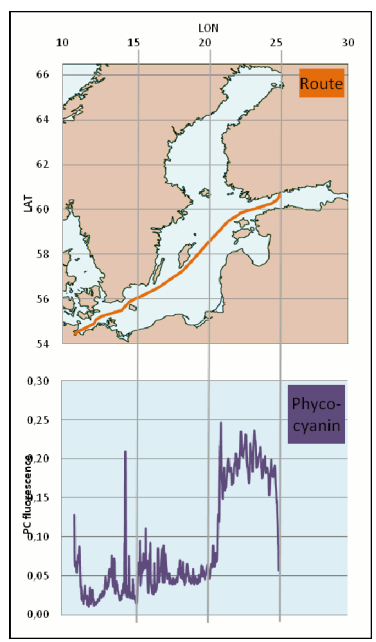 LON
10 15 20 25 30
66
Route
64
62
LAT
60
58
56
54
0,30
Phyco-
cyanin
0,25
0,20
PC fluorescence
0,15
0,10
0,05
0,00